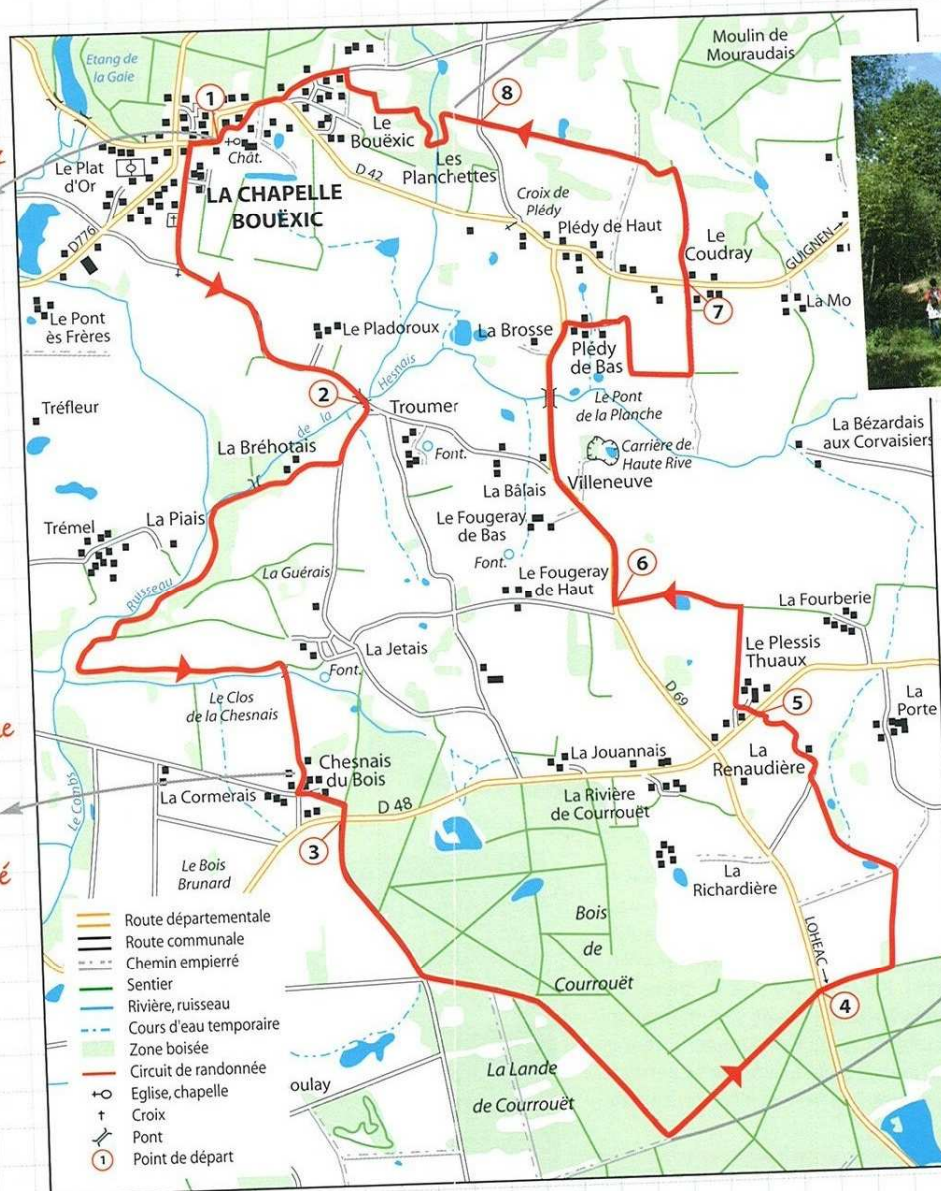 Moulin de
Mouraudais
Etang de
la Gaie
1
8
Le
Bouëxic
Les
Planchettes
Chât.
Le Plat
d'Or
LA CHAPELLE
BOUËXIC
D 42
Croix de
Plédy
Plédy de Haut
Le
Coudray
GUIGNEN →
D776
7
La Mo
Le Pont
ès Frères
Le Pladoroux
La Brosse
Plédy
de Bas
Hesnais
de la
Ruisseau
2
Troumer
Le Pont
de la Planche
Tréfleur
La Bréhotais
Font.
Carrière de
Haute Rive
La Bézardais
aux Corvaisiers
La Bâlais
Villeneuve
Trémel
La Piais
Le Fougeray
de Bas
Font.
6
La Guérais
Le Fougeray
de Haut
La Fourberie
La Jetais
Font.
Le Plessis
Thuaux
Le Clos
de la Chesnais
D 69
5
La
Porte
le
La Jouannais
La
Renaudière
Chesnais
du Bois
La Cormerais
D 48
La Rivière
de Courrouët
Le Combs
3
é
Le Bois
Brunard
La
Richardière
Bois
de
Courrouët
LOHEAC →
4
La Lande
de Courrouët
oulay
Route départementale
Route communale
Chemin empierré
Sentier
Rivière, ruisseau
Cours d'eau temporaire
Zone boisée
Circuit de randonnée
Eglise, chapelle
Croix
Pont
1 Point de départ